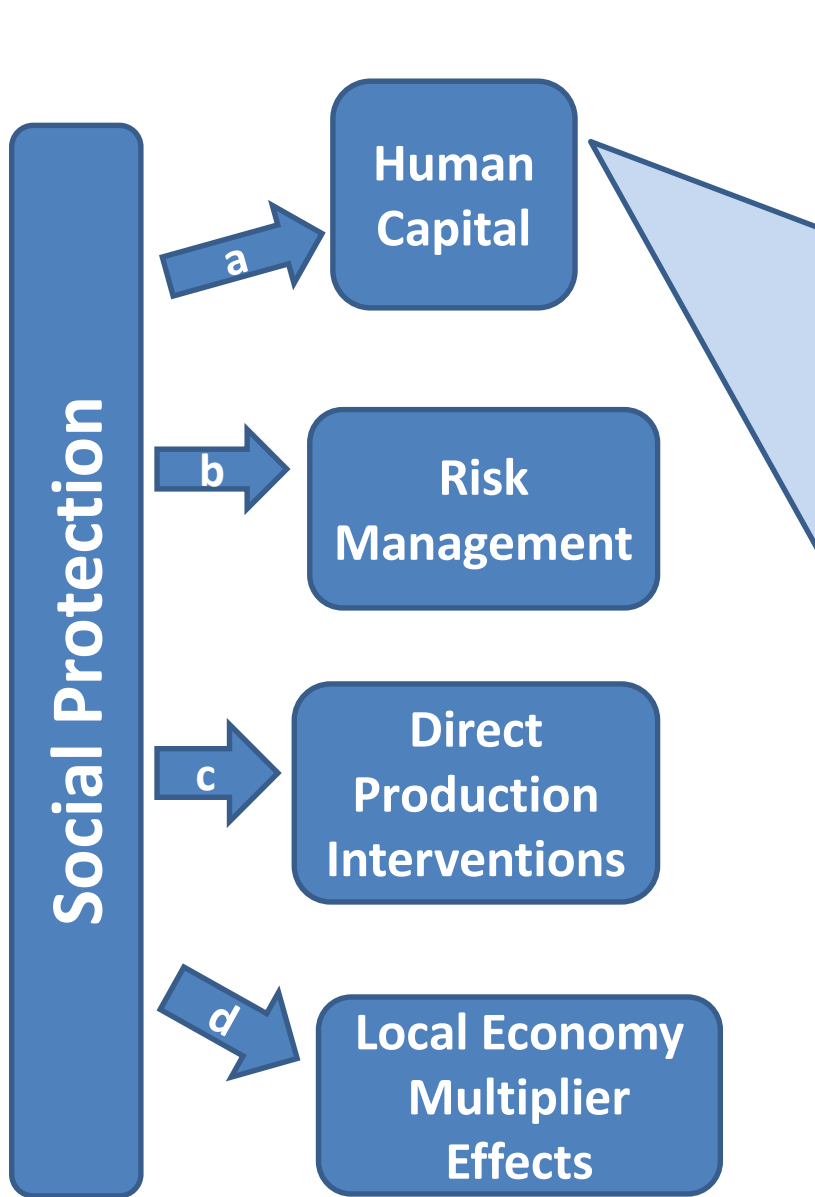 Social Protection
a
Human
Capital
b
Risk
Management
c
Direct
Production
Interventions
d
Local Economy
Multiplier
Effects